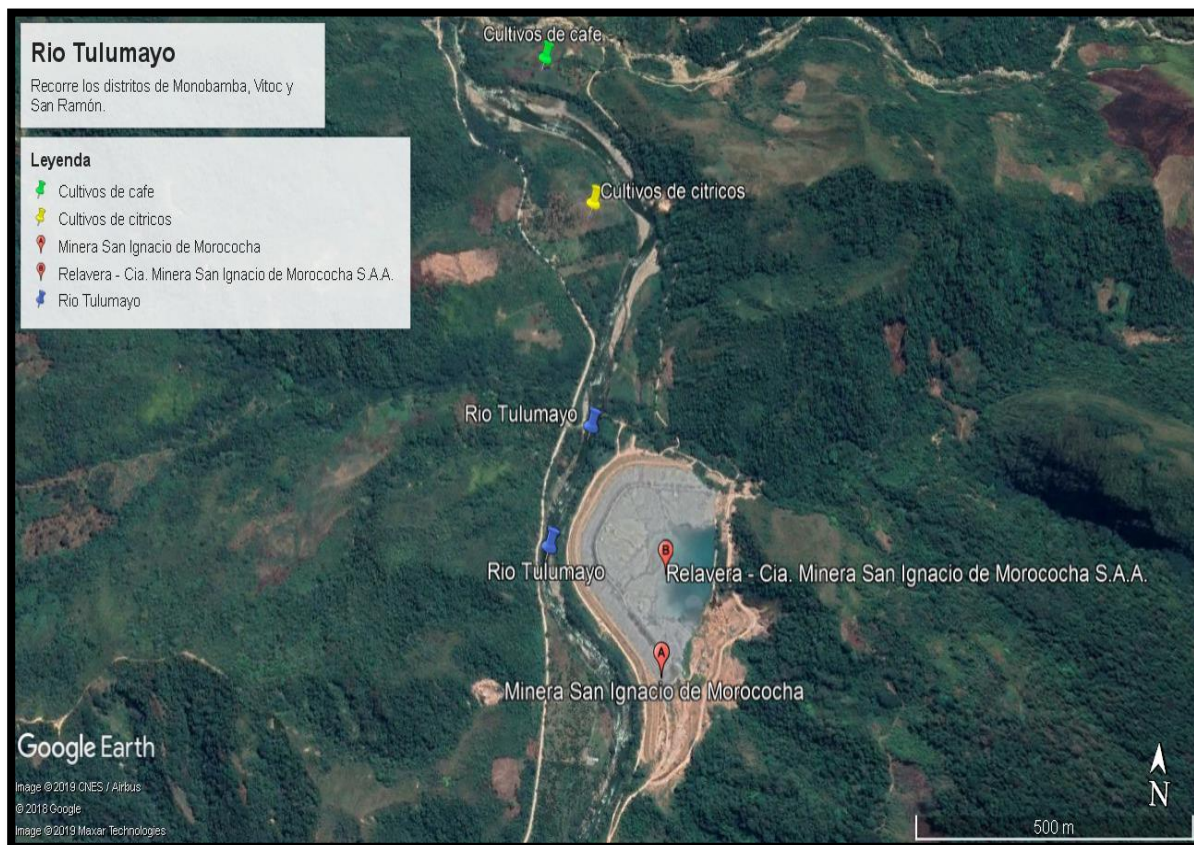 Rio Tulumayo
Recorre los distritos de Monobamba, Vitoc y
San Ramón.
Leyenda
Cultivos de cafe
Cultivos de citricos
A
Minera San Ignacio de Morococha
Relavera - Cia. Minera San Ignacio de Morococha S.A.A.
Rio Tulumayo
Cultivos de cafe
Cultivos de citricos
Rio Tulumayo
Rio Tulumayo
B
Relavera - Cia. Minera San Ignacio de Morococha S.A.A.
A
Minera San Ignacio de Morococha
Google Earth
Image ©2019 CNES / Airbus
©2018 Google
Image ©2019 Maxar Technologies
N
500 m